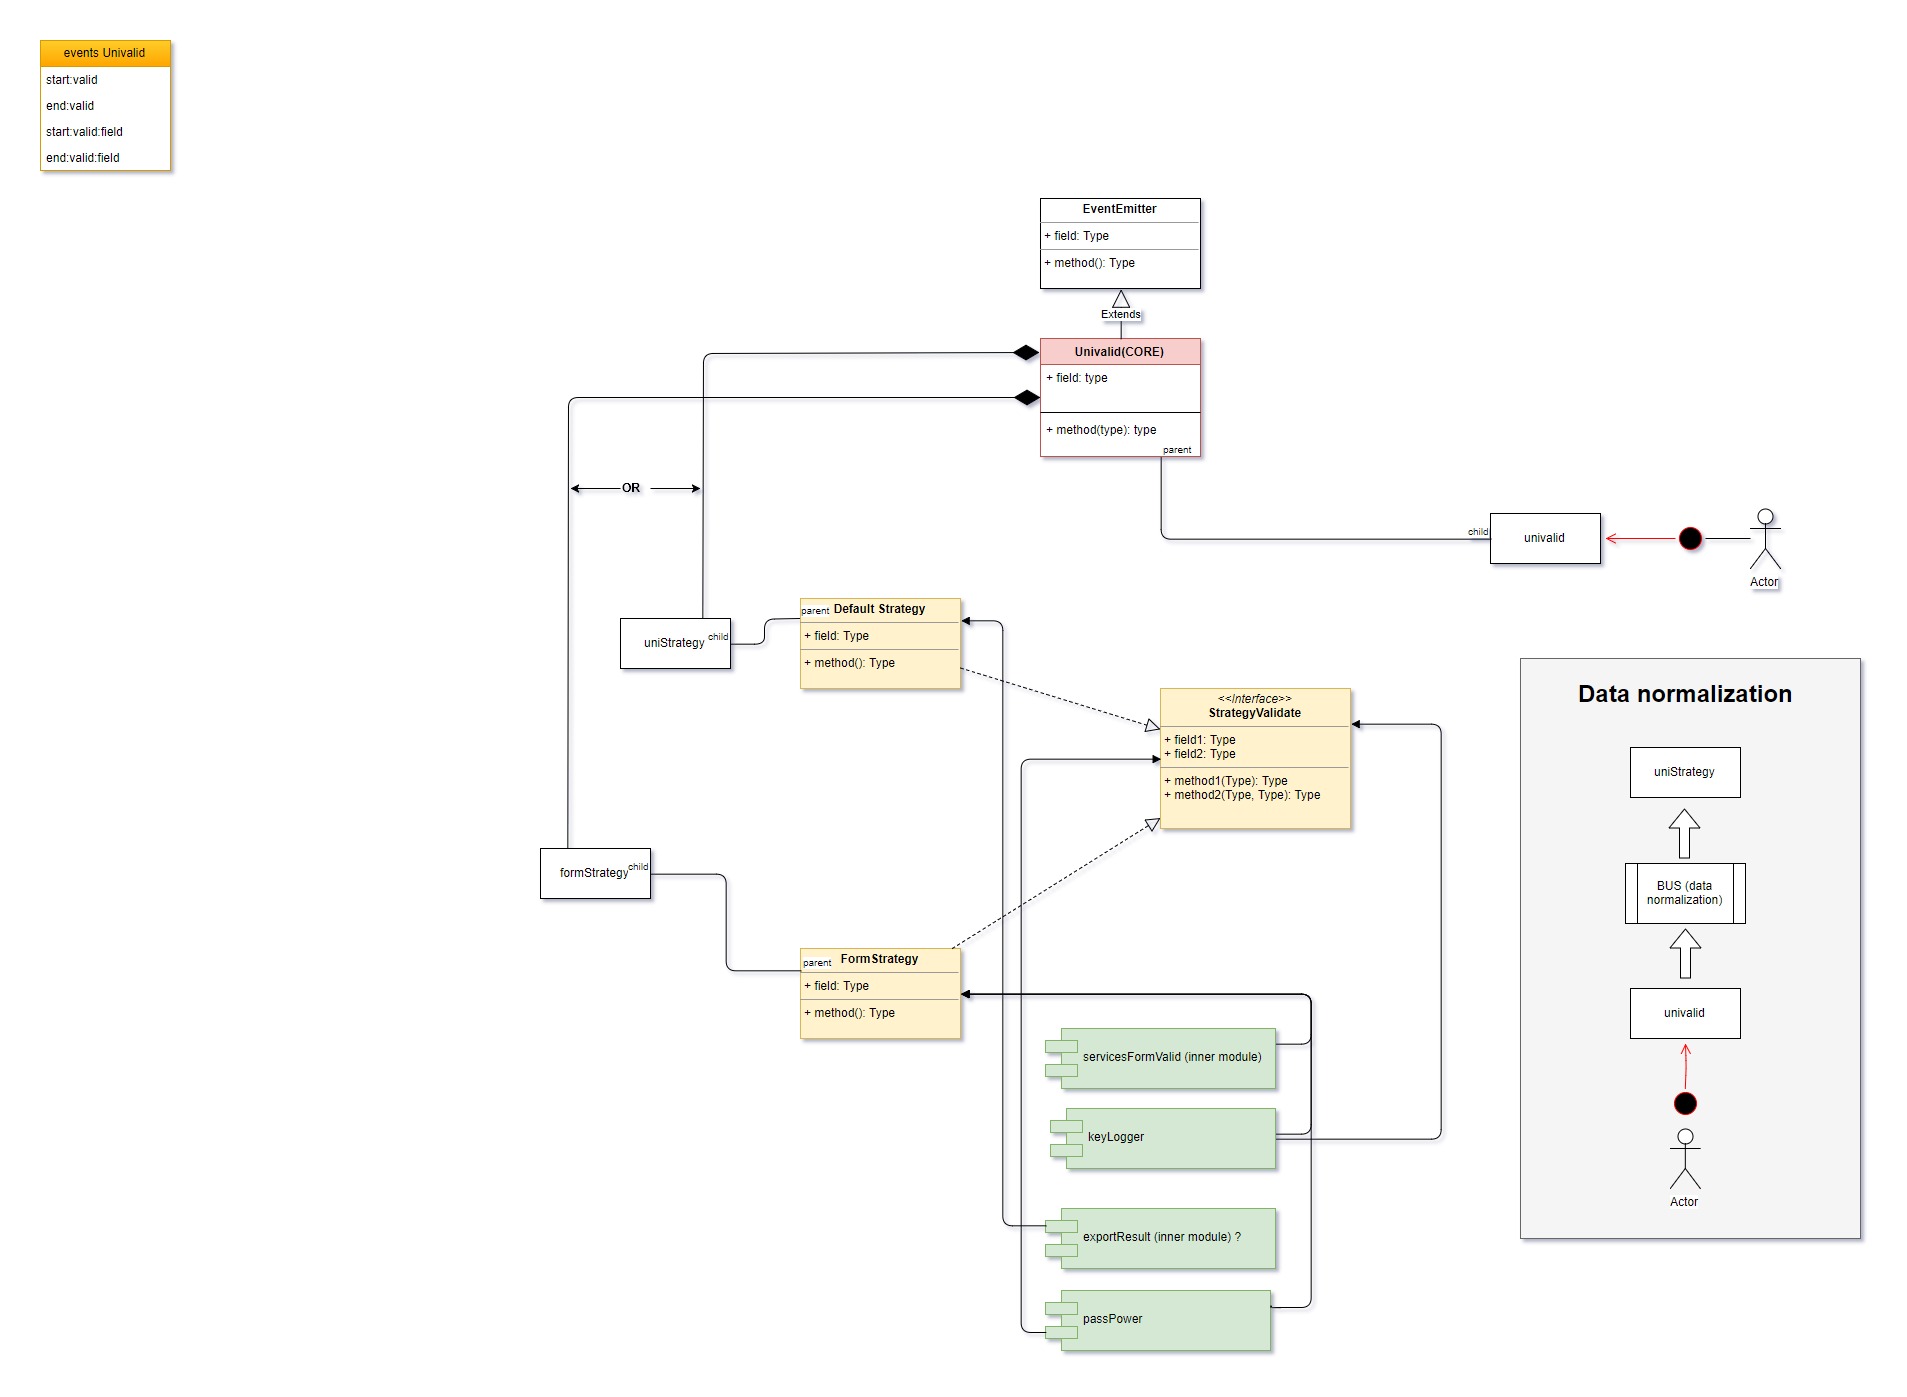 events Univalid
start:valid
end:valid
start:valid:field
end:valid:field
EventEmitter
+ field: Type
+ method(): Type
Extends
Univalid(CORE)
+ field: type
+ method(type): type
parent
OR
child
univalid
Actor
uniStrategy
child
parent
Default Strategy
+ field: Type
+ method(): Type
<<Interface>>
StrategyValidate
+ field1: Type
+ field2: Type
+ method1(Type): Type
+ method2(Type, Type): Type
formStrategy
child
parent
FormStrategy
+ field: Type
+ method(): Type
servicesFormValid (inner module)
keyLogger
exportResult (inner module) ?
passPower
Data normalization
uniStrategy
BUS (data
normalization)
univalid
Actor